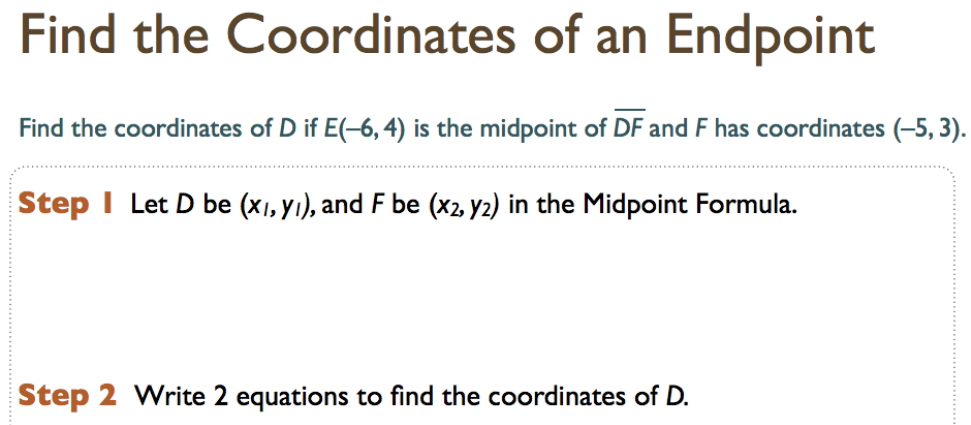 Find the Coordinates of an Endpoint
Find the coordinates of D if E(–6, 4) is the midpoint of D̅F̅ and F has coordinates (–5, 3).
Step 1 Let D be (x₁, y₁), and F be (x₂, y₂) in the Midpoint Formula.
Step 2 Write 2 equations to find the coordinates of D.